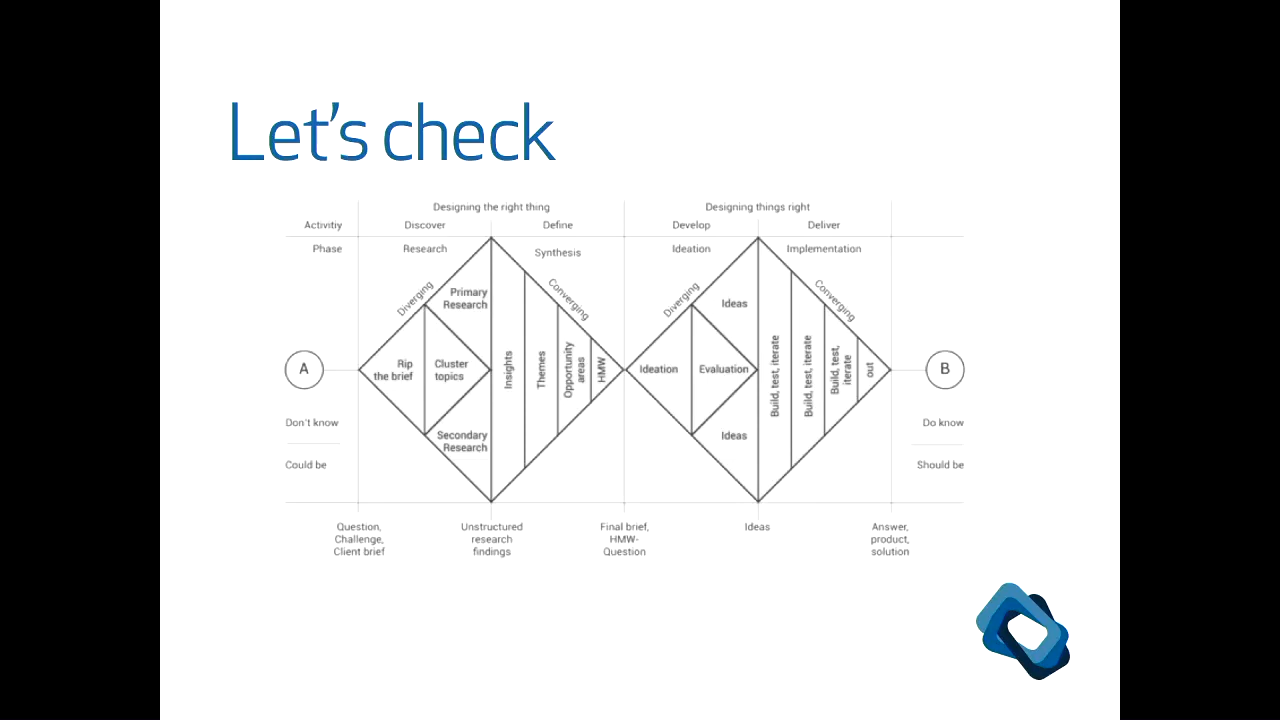 Let's check
Designing the right thing
Designing things right
Activitiy
Discover
Define
Develop
Deliver
Phase
Research
Synthesis
Ideation
Implementation
Diverging
Converging
Diverging
Converging
Primary
Research
Rip
the brief
Cluster
topics
Secondary
Research
Insights
Themes
Opportunity
areas
HMW
Ideas
Ideation
Evaluation
Ideas
Build, test, iterate
Build, test, iterate
Build, test,
iterate
out
A
B
Don't know
Could be
Do know
Should be
Question,
Challenge,
Client brief
Unstructured
research
findings
Final brief,
HMW-
Question
Ideas
Answer,
product,
solution